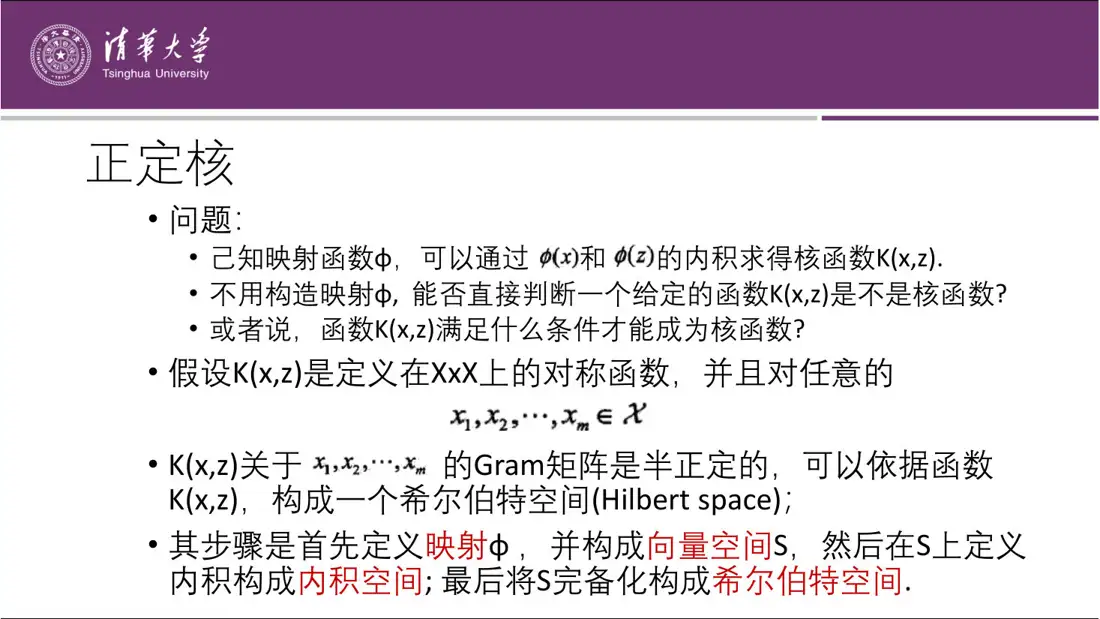 清华大学
Tsinghua University
正定核
• 问题：
• 己知映射函数ф，可以通过 ϕ(x)和 ϕ(z)的内积求得核函数K(x,z).
• 不用构造映射ф, 能否直接判断一个给定的函数K(x,z)是不是核函数?
• 或者说，函数K(x,z)满足什么条件才能成为核函数?
• 假设K(x,z)是定义在XxX上的对称函数，并且对任意的
x₁,x₂,⋯,xₘ∈ 𝒳
• K(x,z)关于 x₁,x₂,⋯,xₘ 的Gram矩阵是半正定的，可以依据函数
K(x,z)，构成一个希尔伯特空间(Hilbert space)；
• 其步骤是首先定义映射ф ，并构成向量空间S，然后在S上定义
内积构成内积空间; 最后将S完备化构成希尔伯特空间.